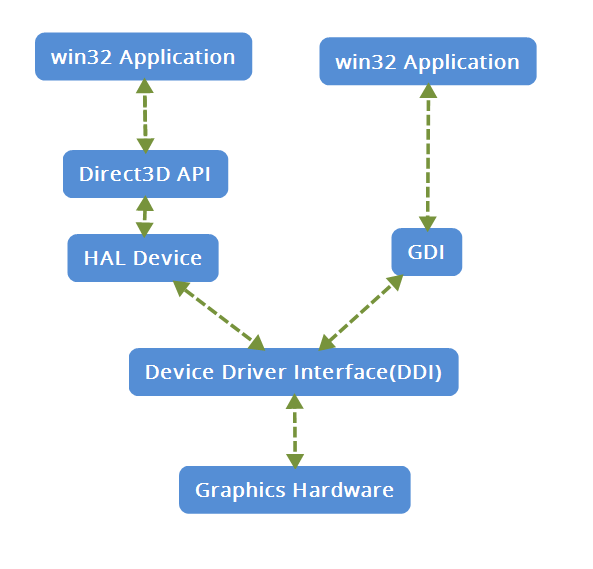 win32 Application
win32 Application
Direct3D API
HAL Device
GDI
Device Driver Interface(DDI)
Graphics Hardware